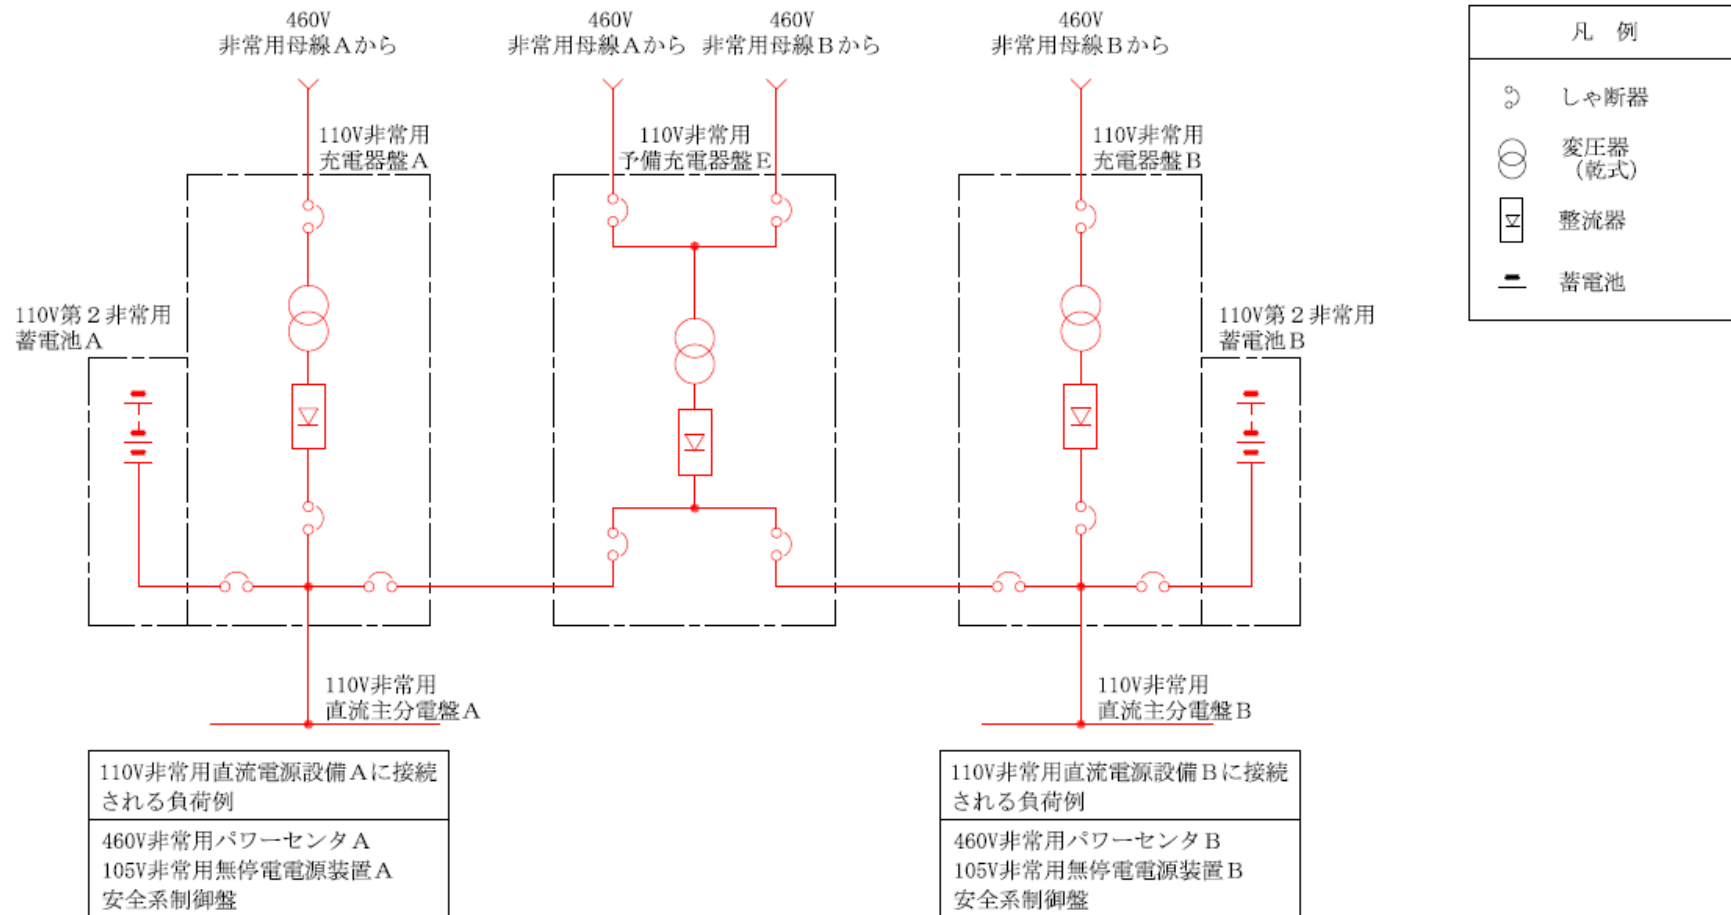 460V
非常用母線Aから
460V
非常用母線Aから
460V
非常用母線Bから
460V
非常用母線Bから
凡 例
しゃ断器
変圧器
(乾式)
整流器
蓄電池
110V非常用
充電器盤A
110V非常用
予備充電器盤E
110V非常用
充電器盤B
110V第2非常用
蓄電池A
110V第2非常用
蓄電池B
110V非常用
直流主分電盤A
110V非常用
直流主分電盤B
110V非常用直流電源設備Aに接続
される負荷例
460V非常用パワーセンタA
105V非常用無停電電源装置A
安全系制御盤
110V非常用直流電源設備Bに接続
される負荷例
460V非常用パワーセンタB
105V非常用無停電電源装置B
安全系制御盤